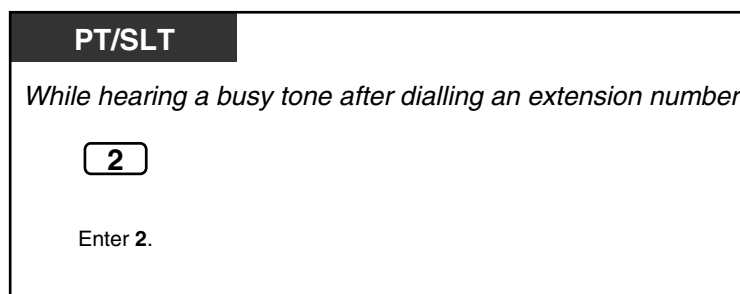 PT/SLT
While hearing a busy tone after dialling an extension number
2
Enter 2.